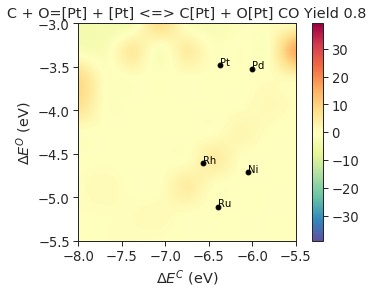 C + O=[Pt] + [Pt] <=> C[Pt] + O[Pt] CO Yield 0.8
−3.0
−3.5
−4.0
−4.5
−5.0
−5.5
ΔE^O (eV)
Pt
Pd
Rh
Ni
Ru
−8.0 −7.5 −7.0 −6.5 −6.0 −5.5
ΔE^C (eV)
30
20
10
0
−10
−20
−30